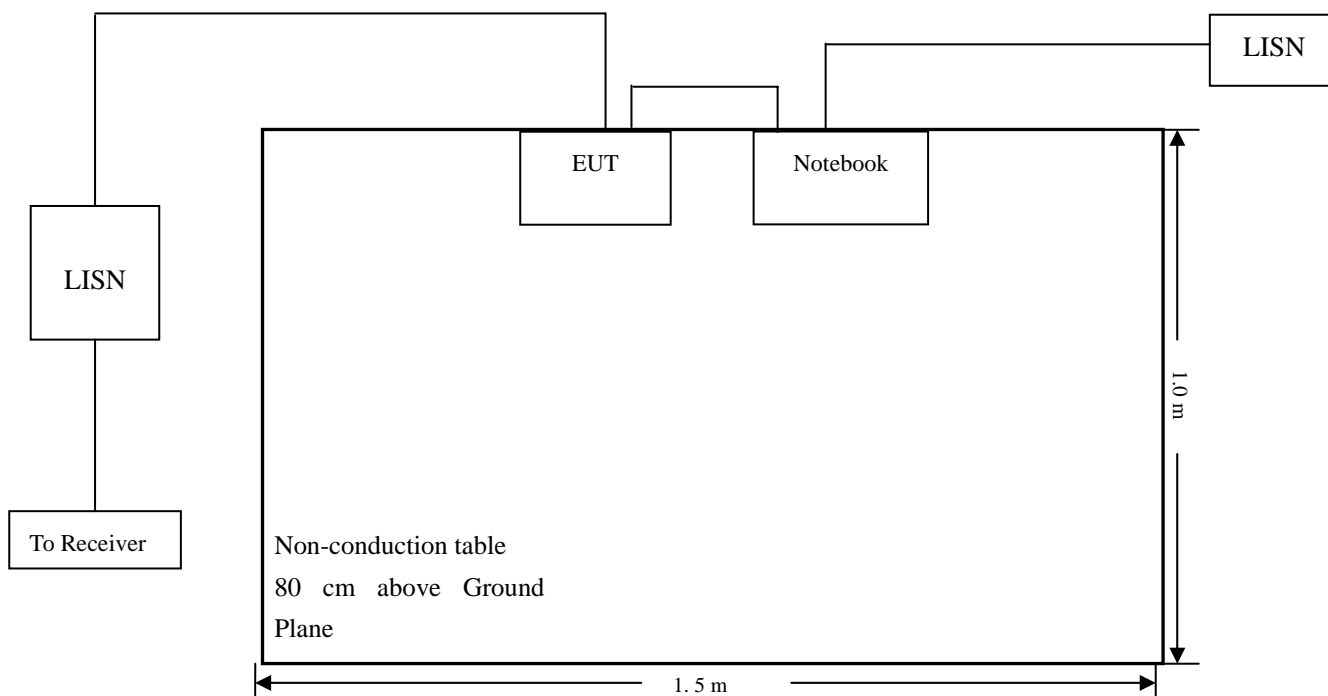 LISN
EUT
Notebook
LISN
1.0 m
To Receiver
Non-conduction table
80 cm above Ground
Plane
1. 5 m